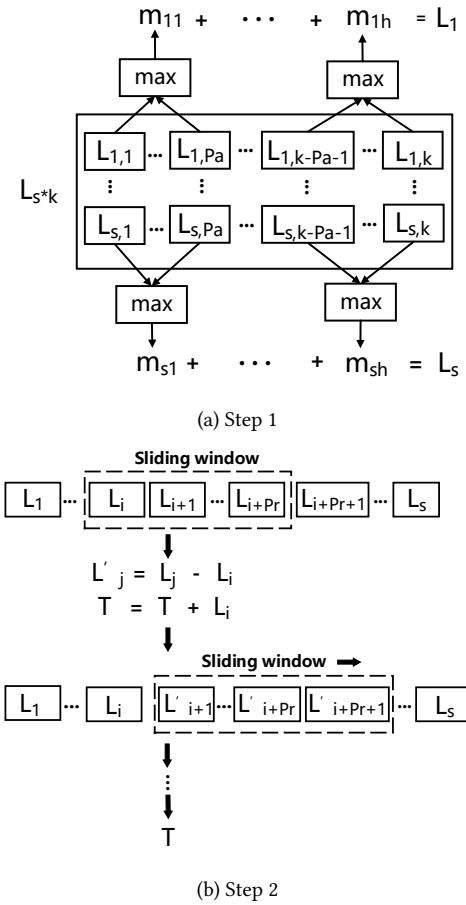 m11 + ··· + m1h = L1
max max
L1,1 ··· L1,Pa ··· L1,k-Pa-1 ··· L1,k
Ls*k
Ls,1 ··· Ls,Pa ··· Ls,k-Pa-1 ··· Ls,k
max max
ms1 + ··· + msh = Ls
(a) Step 1
Sliding window
L1 ··· Li Li+1 ··· Li+Pr Li+Pr+1 ··· Ls
L'j = Lj - Li
T = T + Li
Sliding window
L1 ··· Li L'i+1 ··· L'i+Pr L'i+Pr+1 ··· Ls
T
(b) Step 2